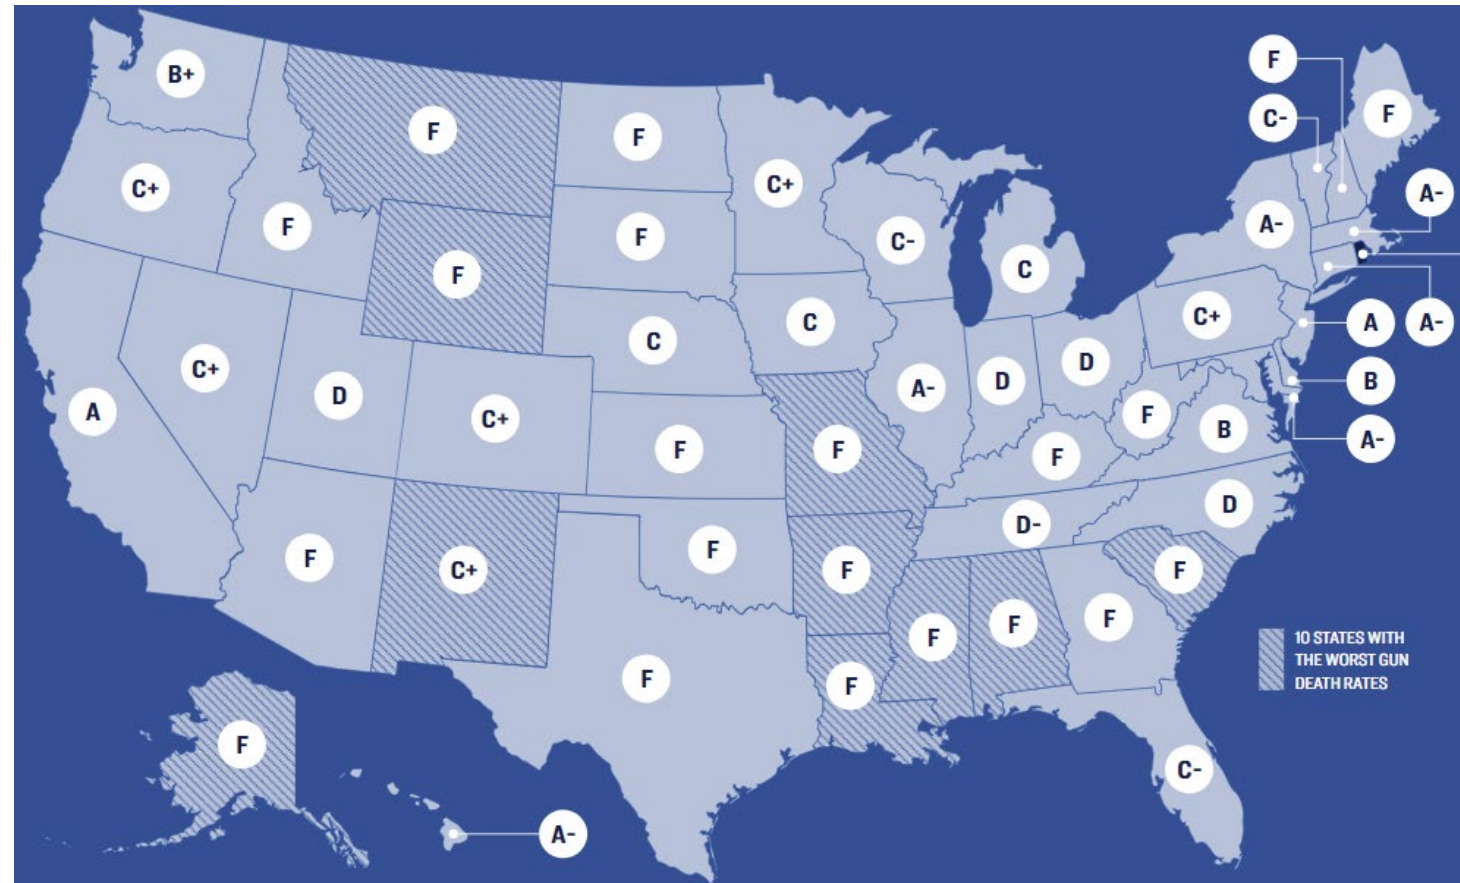 F
B+
C-
F
F
F
C+
C+
C+
A-
F
A-
F
C-
C
F
C+
A
A-
C
C
D
C+
B
D
A-
D
A
C+
F
B
A-
F
F
F
D
D-
F
F
C+
F
F
F
F
F
10 STATES WITH
THE WORST GUN
DEATH RATES
F
F
F
C-
A-